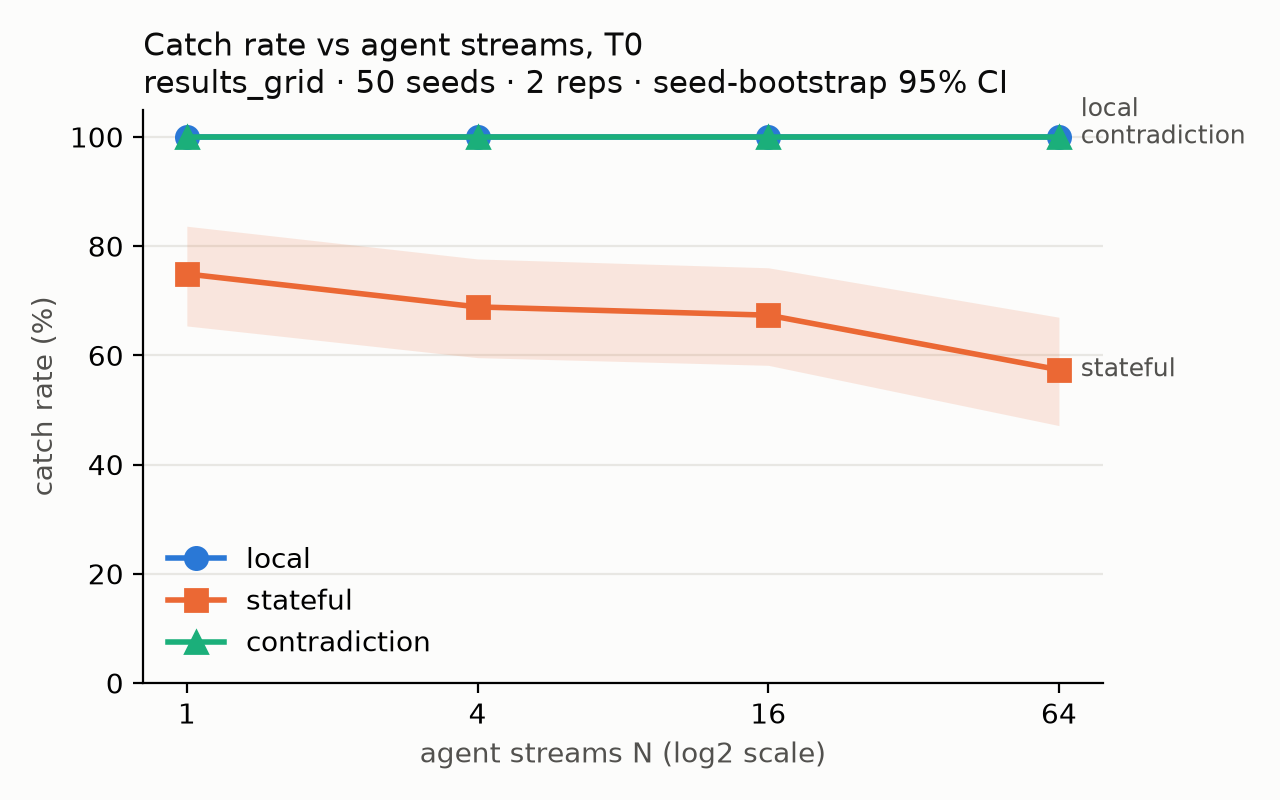 Catch rate vs agent streams, T0
results_grid · 50 seeds · 2 reps · seed-bootstrap 95% CI
local
contradiction
stateful
100
80
60
40
20
0
catch rate (%)
local
stateful
contradiction
1 4 16 64
agent streams N (log2 scale)